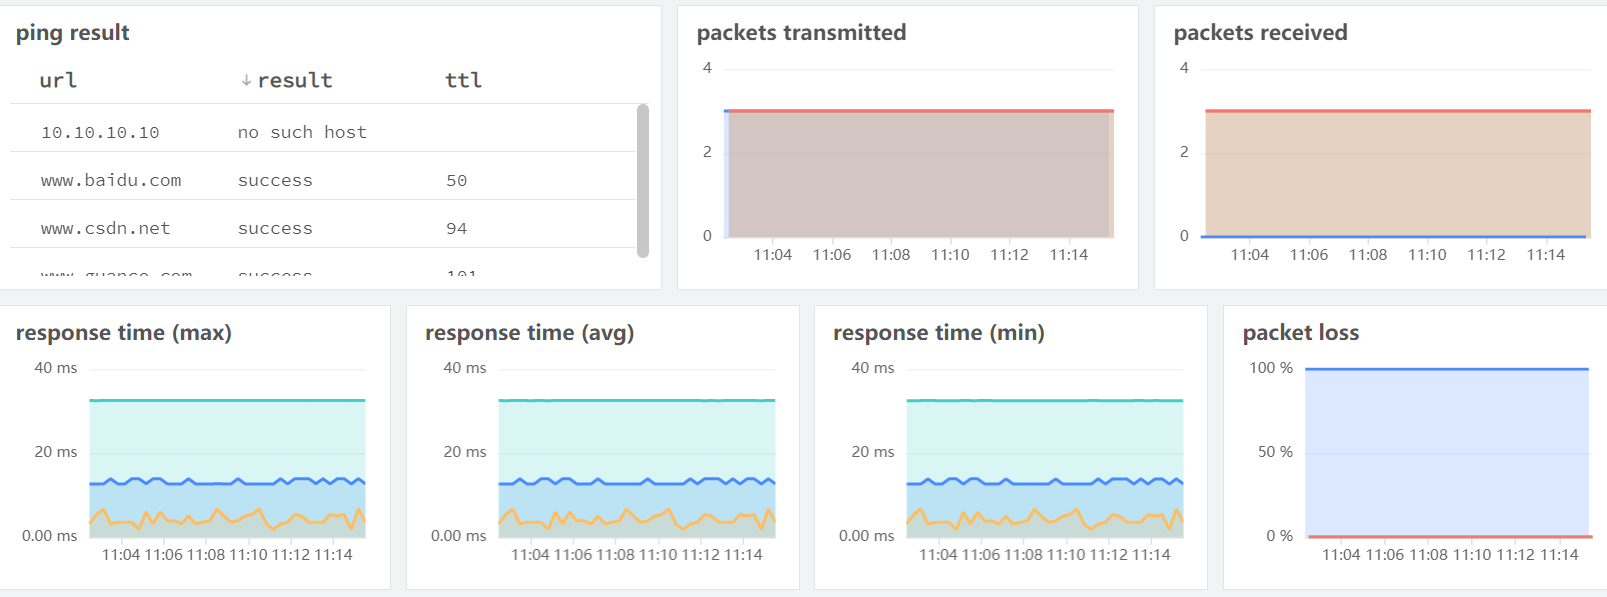 ping result
url ↓ result ttl
10.10.10.10 no such host
www.baidu.com success 50
www.csdn.net success 94
www.guance.com success 101
packets transmitted
4
2
0
11:04 11:06 11:08 11:10 11:12 11:14
packets received
4
2
0
11:04 11:06 11:08 11:10 11:12 11:14
response time (max)
40 ms
20 ms
0.00 ms
11:04 11:06 11:08 11:10 11:12 11:14
response time (avg)
40 ms
20 ms
0.00 ms
11:04 11:06 11:08 11:10 11:12 11:14
response time (min)
40 ms
20 ms
0.00 ms
11:04 11:06 11:08 11:10 11:12 11:14
packet loss
100 %
50 %
0 %
11:04 11:06 11:08 11:10 11:12 11:14